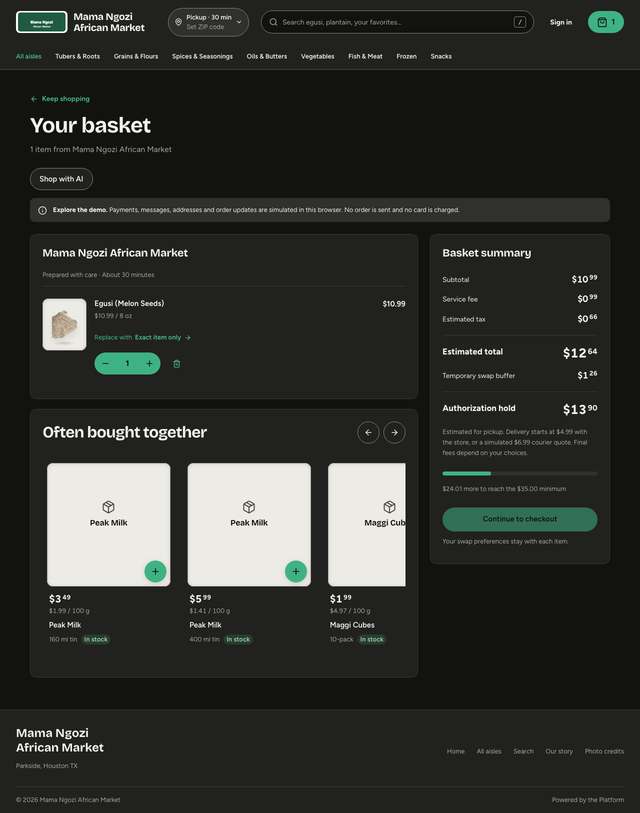 Mama Ngozi
Mama Ngozi
African Market
Pickup · 30 min
Set ZIP code
Search egusi, plantain, your favorites...
/
Sign in
1
All aisles
Tubers & Roots
Grains & Flours
Spices & Seasonings
Oils & Butters
Vegetables
Fish & Meat
Frozen
Snacks
Keep shopping
Your basket
1 item from Mama Ngozi African Market
Shop with AI
Explore the demo. Payments, messages, addresses and order updates are simulated in this browser. No order is sent and no card is charged.
Mama Ngozi African Market
Prepared with care · About 30 minutes
Egusi (Melon Seeds)
$10.99
$10.99 / 8 oz
Replace with Exact item only
1
Often bought together
Peak Milk
$3 49
$1.99 / 100 g
Peak Milk
160 ml tin In stock
Peak Milk
$5 99
$1.41 / 100 g
Peak Milk
400 ml tin In stock
Maggi Cub
$1 99
$4.97 / 100 g
Maggi Cubes
10-pack In stock
Basket summary
Subtotal $10 99
Service fee $0 99
Estimated tax $0 66
Estimated total $12 64
Temporary swap buffer $1 26
Authorization hold $13 90
Estimated for pickup. Delivery starts at $4.99 with
the store, or a simulated $6.99 courier quote. Final
fees depend on your choices.
$24.01 more to reach the $35.00 minimum
Continue to checkout
Your swap preferences stay with each item.
Mama Ngozi
African Market
Parkside, Houston TX
Home
All aisles
Search
Our story
Photo credits
© 2026 Mama Ngozi African Market
Powered by the Platform